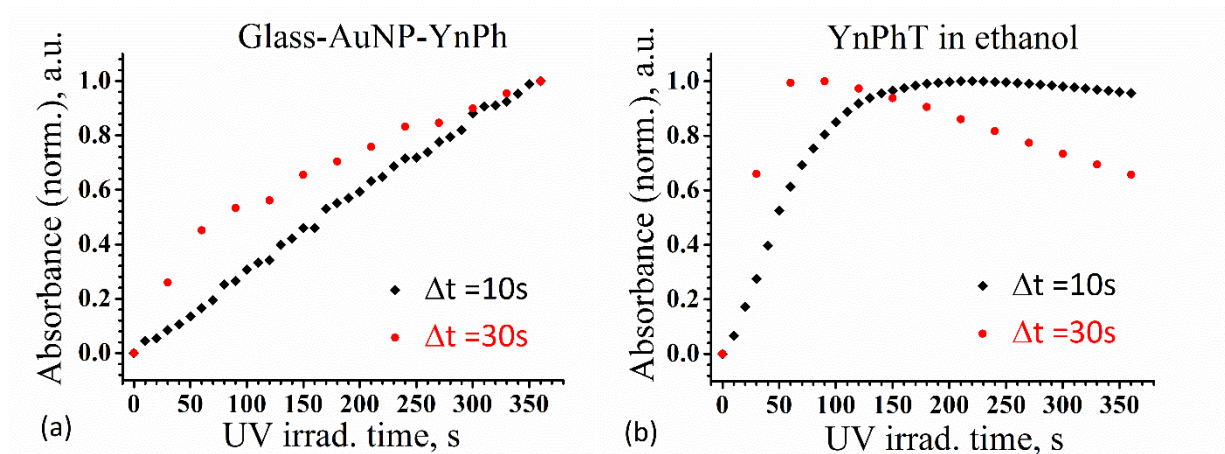 Glass-AuNP-YnPh
Absorbance (norm.), a.u.
1.0
0.8
0.6
0.4
0.2
0.0
Δt =10s
Δt =30s
0 50 100 150 200 250 300 350
UV irrad. time, s
(a)
YnPhT in ethanol
Absorbance (norm.), a.u.
1.0
0.8
0.6
0.4
0.2
0.0
Δt =10s
Δt =30s
0 50 100 150 200 250 300 350
UV irrad. time, s
(b)